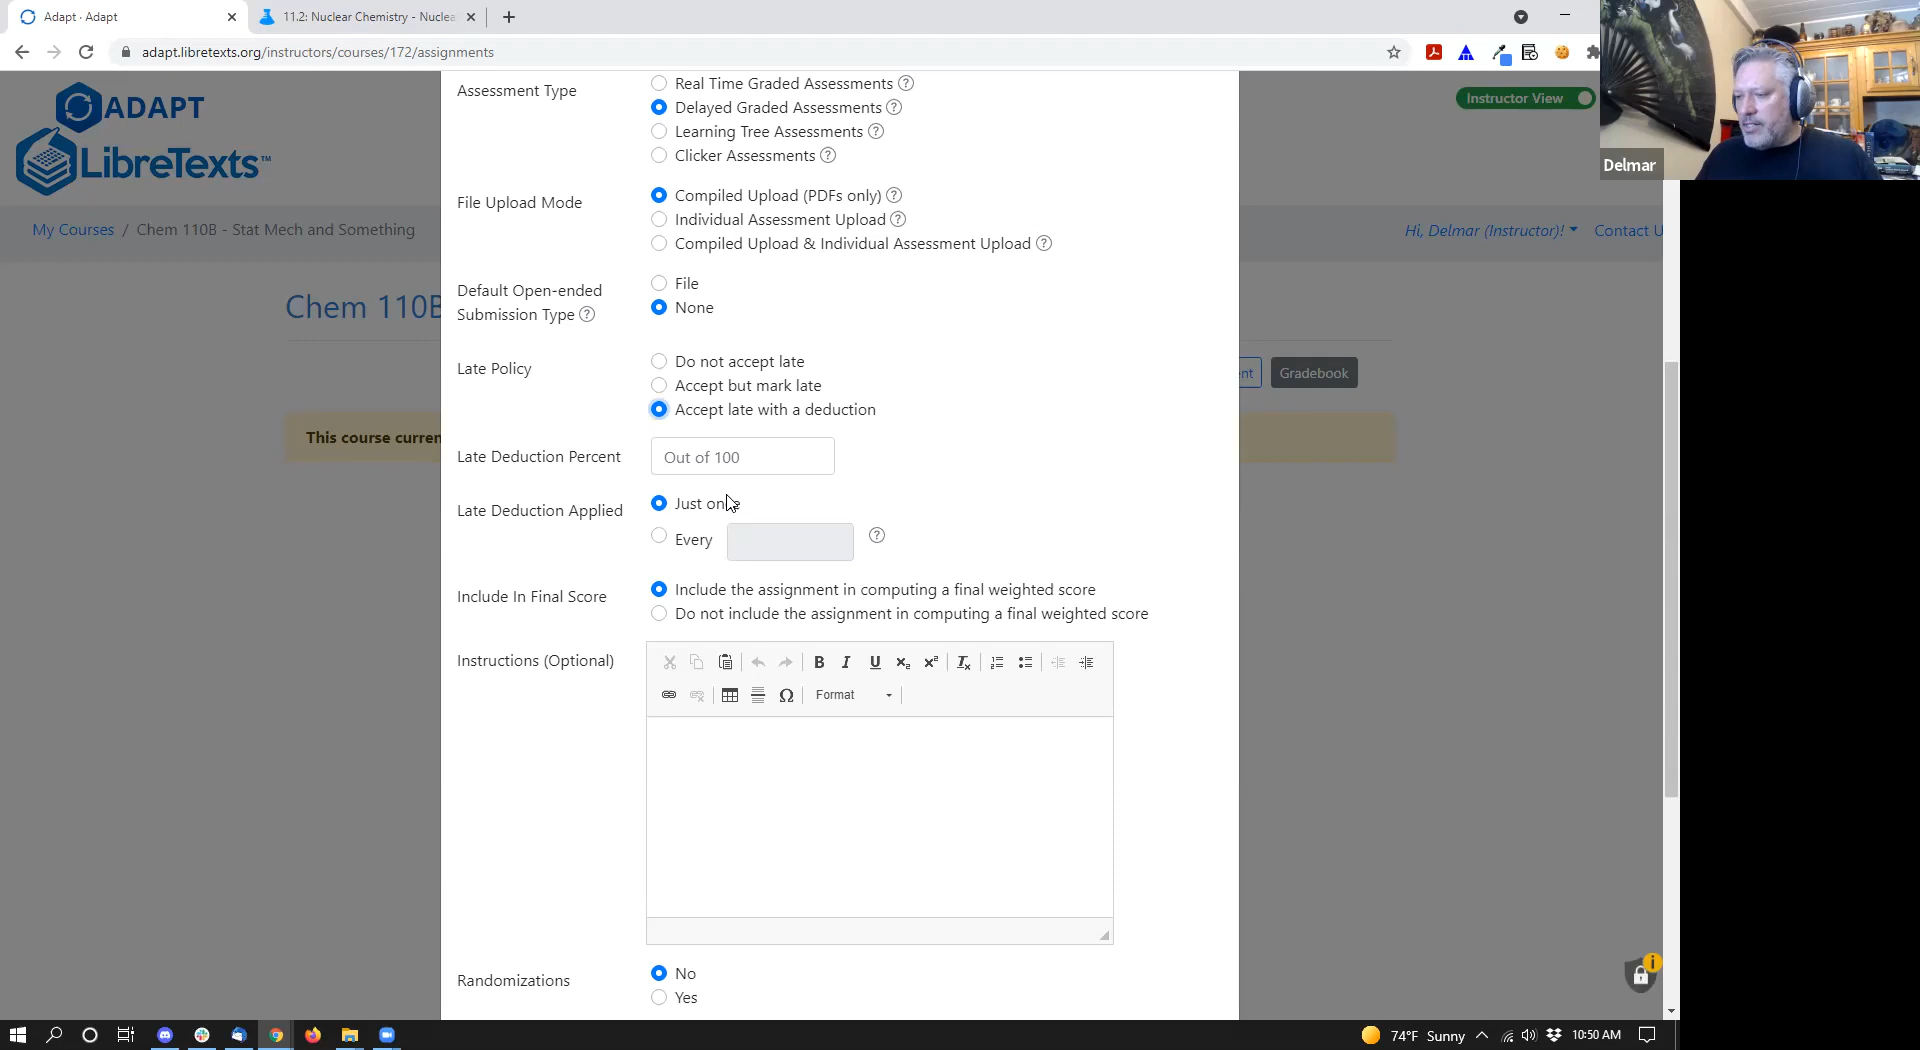 Adapt · Adapt
11.2: Nuclear Chemistry - Nuclea
adapt.libretexts.org/instructors/courses/172/assignments
ADAPT
LibreTexts™
Instructor View
Delmar
My Courses / Chem 110B - Stat Mech and Something
Hi, Delmar (Instructor)!
Contact U
Chem 110B
ent
Gradebook
This course curren
Assessment Type
Real Time Graded Assessments ?
Delayed Graded Assessments ?
Learning Tree Assessments ?
Clicker Assessments ?
File Upload Mode
Compiled Upload (PDFs only) ?
Individual Assessment Upload ?
Compiled Upload & Individual Assessment Upload ?
Default Open-ended
Submission Type ?
File
None
Late Policy
Do not accept late
Accept but mark late
Accept late with a deduction
Late Deduction Percent
Out of 100
Late Deduction Applied
Just once
Every
?
Include In Final Score
Include the assignment in computing a final weighted score
Do not include the assignment in computing a final weighted score
Instructions (Optional)
Format
Randomizations
No
Yes
74°F Sunny
10:50 AM